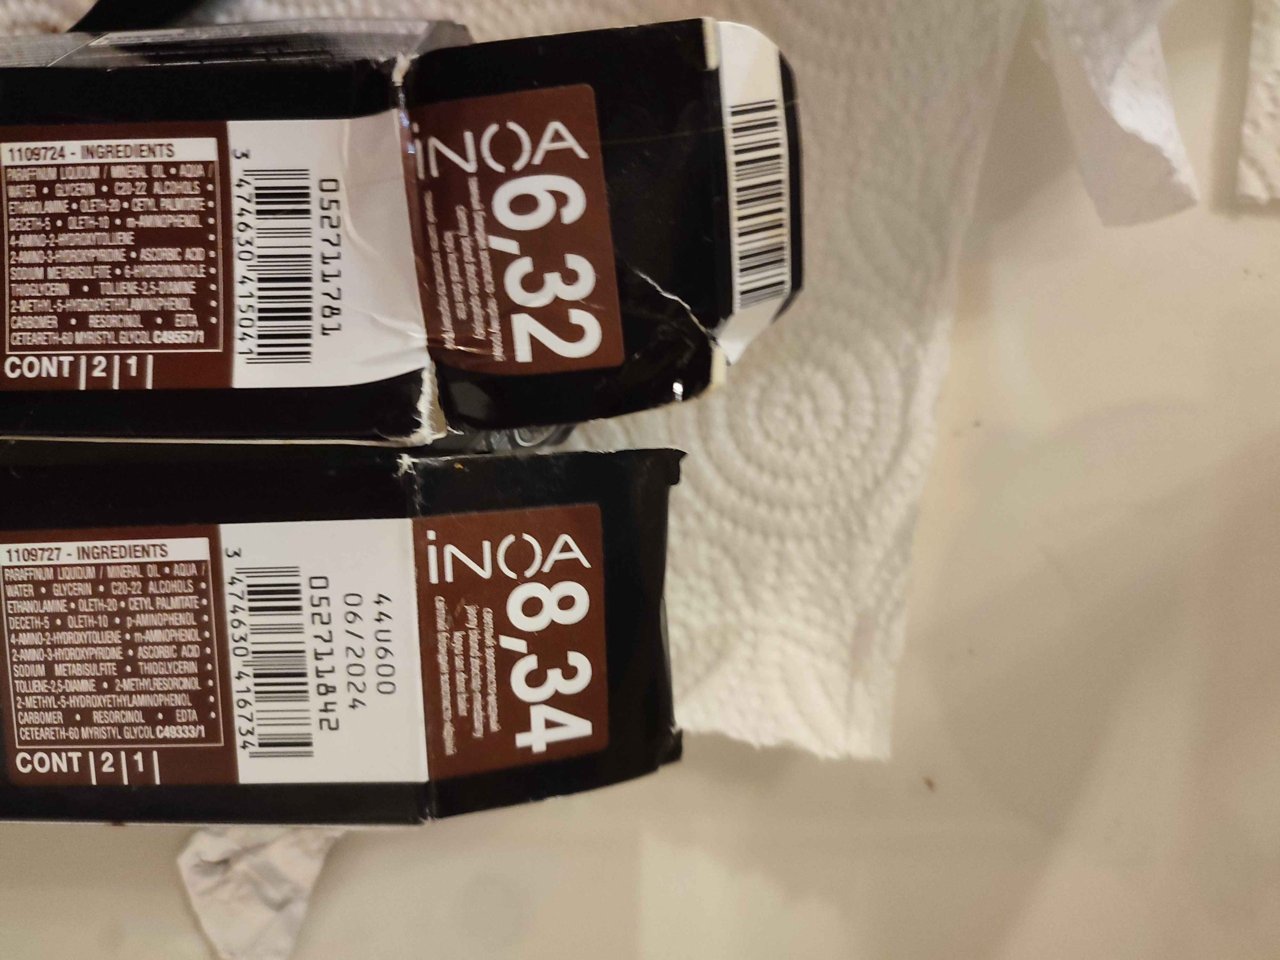 1109724 - INGREDIENTS
PARAFFINUM LIQUIDUM / MINERAL OIL • AQUA /
WATER • GLYCERIN • C20-22 ALCOHOLS •
ETHANOLAMINE • OLETH-20 • CETYL PALMITATE •
DECETH-5 • OLETH-10 • m-AMINOPHENOL •
4-AMINO-2-HYDROXYTOLUENE •
2-AMINO-3-HYDROXYPYRIDINE • ASCORBIC ACID •
SODIUM METABISULFITE • 6-HYDROXYINDOLE •
THIOGLYCERIN • TOLUENE-2,5-DIAMINE •
2-METHYL-5-HYDROXYETHYLAMINOPHENOL •
CARBOMER • RESORCINOL • EDTA •
CETEARETH-60 MYRISTYL GLYCOL C49557/1
CONT 2 1
3 474630 415041
052711781
iNOA
6,32
1109727 - INGREDIENTS
PARAFFINUM LIQUIDUM / MINERAL OIL • AQUA /
WATER • GLYCERIN • C20-22 ALCOHOLS •
ETHANOLAMINE • OLETH-20 • CETYL PALMITATE •
DECETH-5 • OLETH-10 • p-AMINOPHENOL •
4-AMINO-2-HYDROXYTOLUENE • m-AMINOPHENOL •
2-AMINO-3-HYDROXYPYRIDINE • ASCORBIC ACID •
SODIUM METABISULFITE • THIOGLYCERIN •
TOLUENE-2,5-DIAMINE • 2-METHYLRESORCINOL •
2-METHYL-5-HYDROXYETHYLAMINOPHENOL •
CARBOMER • RESORCINOL • EDTA •
CETEARETH-60 MYRISTYL GLYCOL C49333/1
CONT 2 1
3 474630 416734
44U600
06/2024
052711842
iNOA
8,34